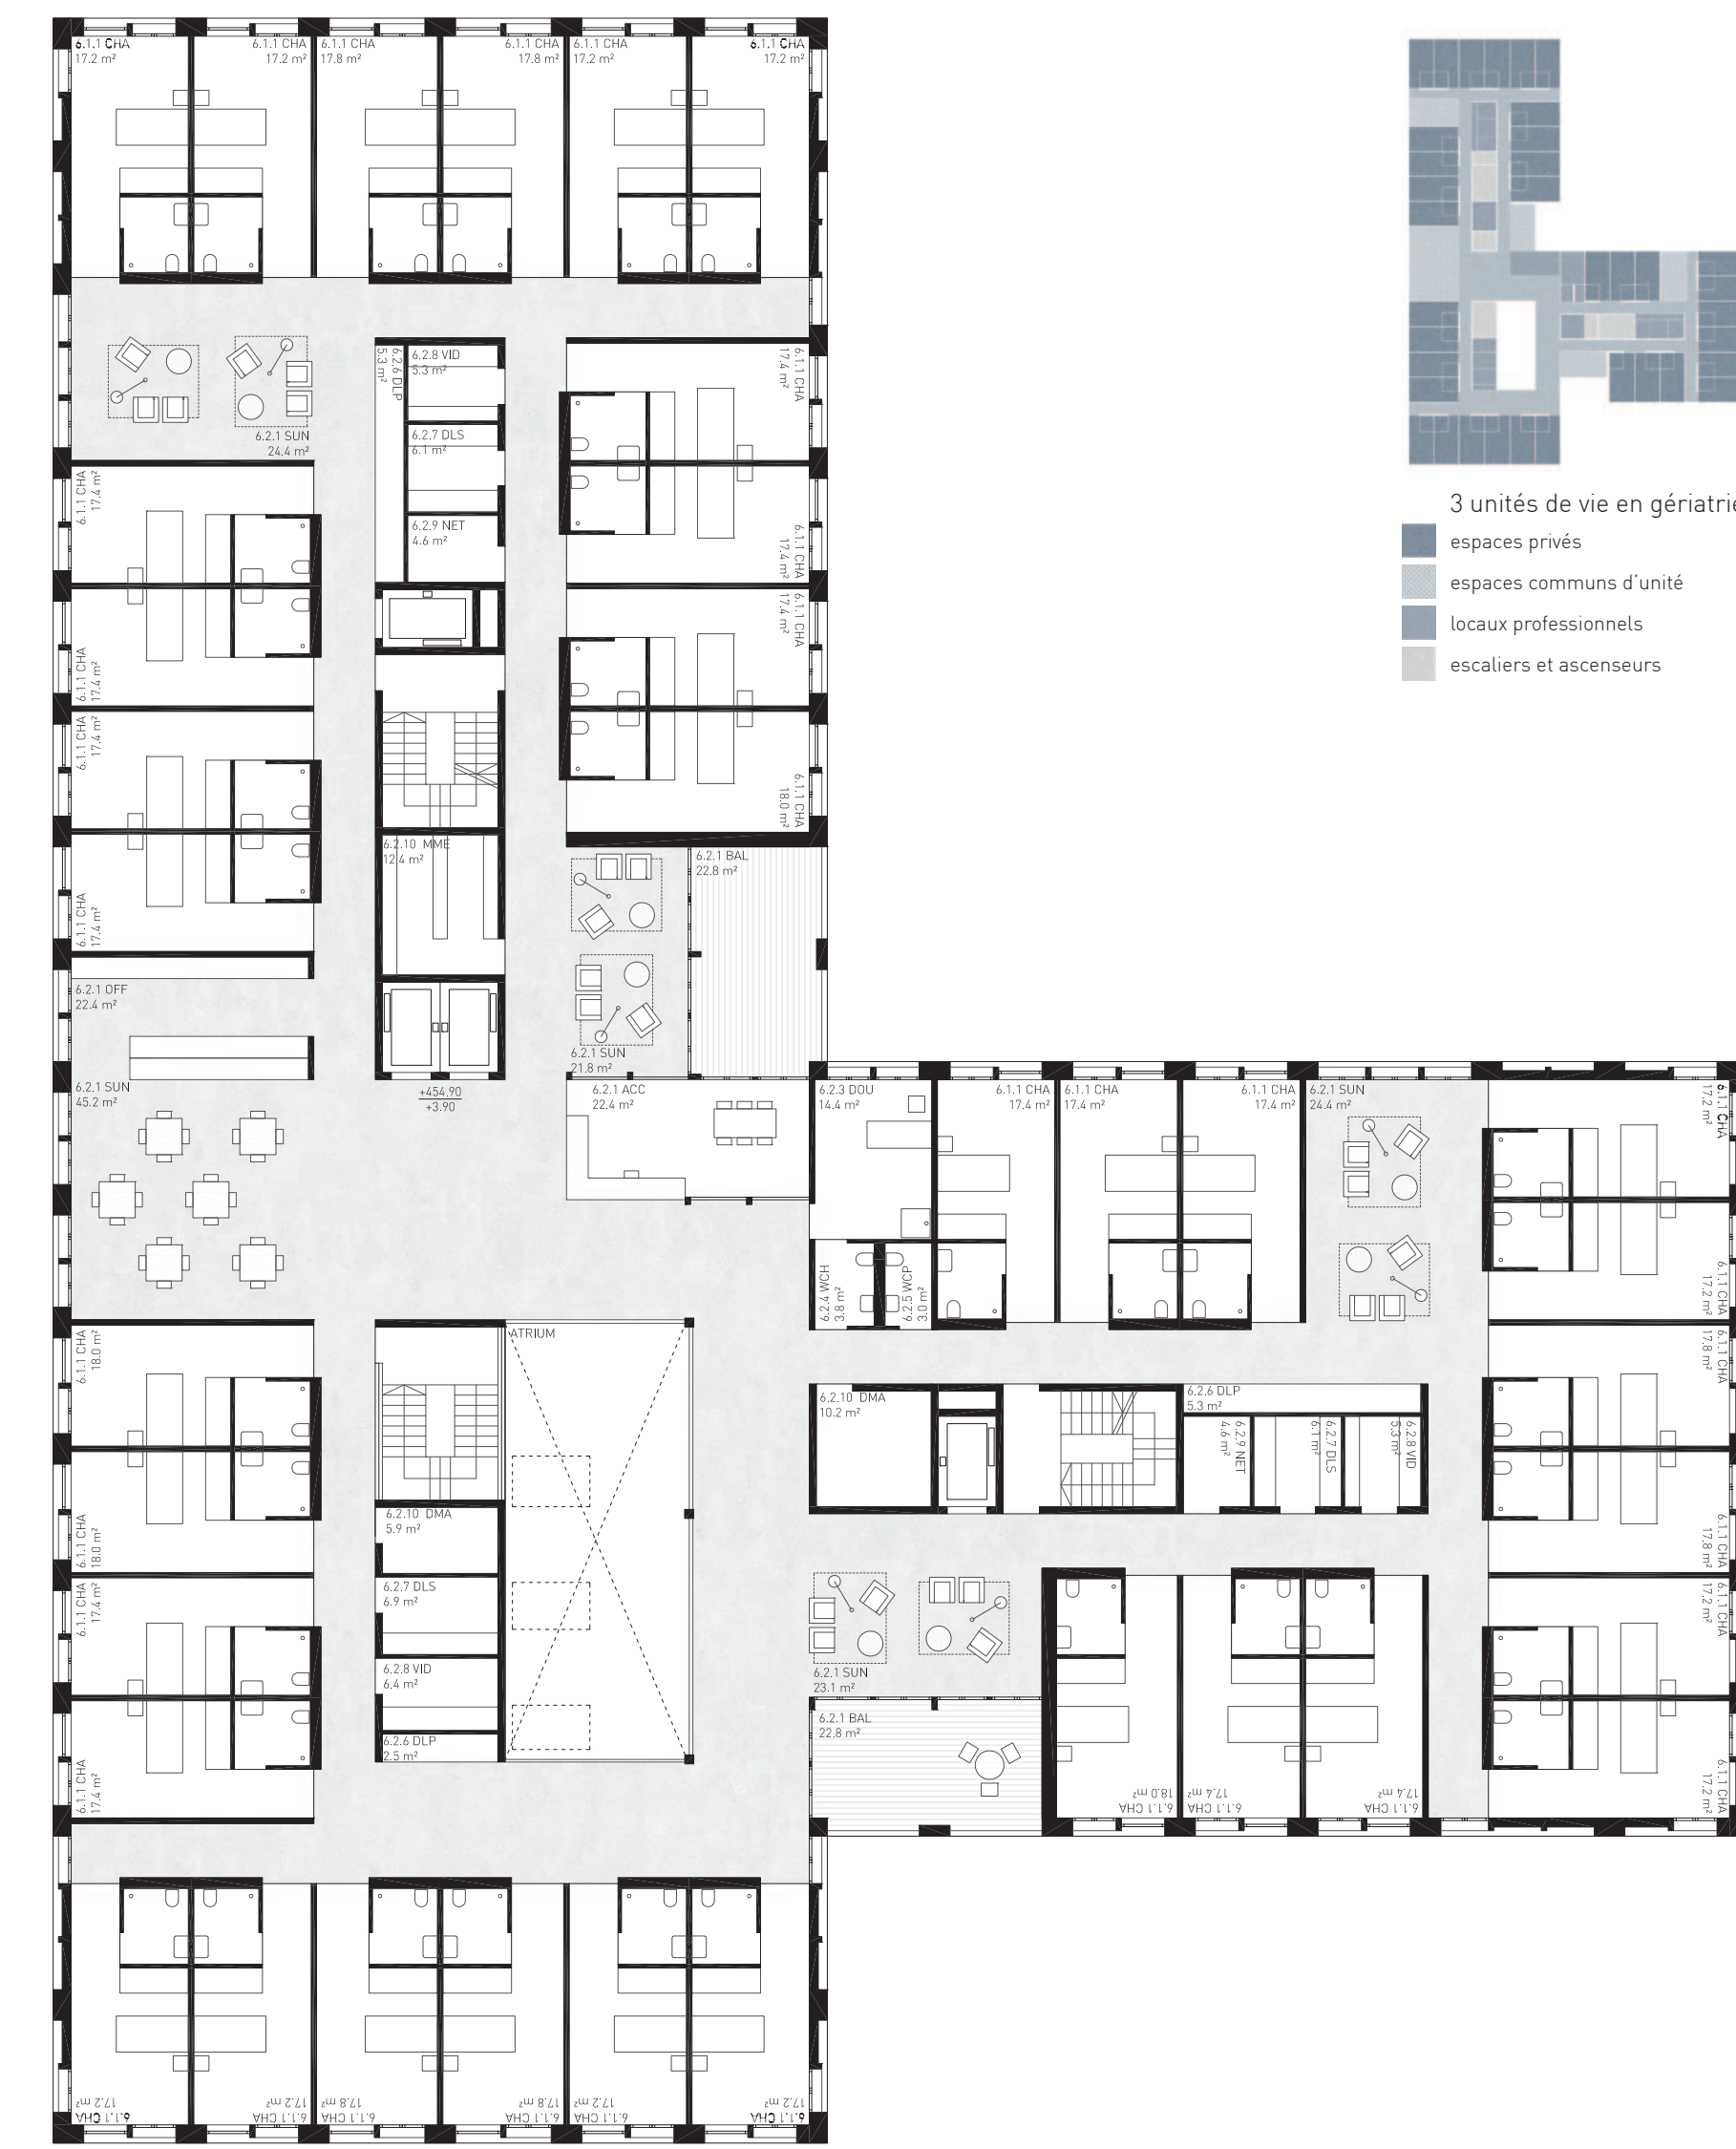 6.1.1 CHA
17.2 m²
6.1.1 CHA
17.2 m²
6.1.1 CHA
17.8 m²
6.1.1 CHA
17.8 m²
6.1.1 CHA
17.2 m²
6.1.1 CHA
17.2 m²
6.2.1 SUN
24.4 m²
6.2.6 DLP
5.3 m²
6.2.8 VID
5.3 m²
6.2.7 DLS
6.1 m²
6.2.9 NET
4.6 m²
6.1.1 CHA
17.4 m²
6.1.1 CHA
17.4 m²
6.1.1 CHA
17.4 m²
6.1.1 CHA
18.0 m²
6.1.1 CHA
17.4 m²
6.1.1 CHA
17.4 m²
6.1.1 CHA
17.4 m²
6.1.1 CHA
17.4 m²
6.2.10 MME
12.4 m²
6.2.1 BAL
22.8 m²
6.2.1 OFF
22.4 m²
6.2.1 SUN
45.2 m²
+454.90
+3.90
6.2.1 SUN
21.8 m²
6.2.1 ACC
22.4 m²
6.2.3 DOU
14.4 m²
6.1.1 CHA
17.4 m²
6.1.1 CHA
17.4 m²
6.1.1 CHA
17.4 m²
6.2.1 SUN
24.4 m²
6.1.1 CHA
17.2 m²
6.1.1 CHA
17.2 m²
6.1.1 CHA
17.8 m²
6.1.1 CHA
17.8 m²
6.1.1 CHA
17.2 m²
6.1.1 CHA
17.2 m²
6.2.4 WCH
3.8 m²
6.2.5 WCP
3.0 m²
ATRIUM
6.1.1 CHA
18.0 m²
6.1.1 CHA
18.0 m²
6.1.1 CHA
17.4 m²
6.1.1 CHA
17.4 m²
6.2.10 DMA
10.2 m²
6.2.6 DLP
5.3 m²
6.2.9 NET
4.6 m²
6.2.7 DLS
6.1 m²
6.2.8 VID
5.3 m²
6.2.10 DMA
5.9 m²
6.2.7 DLS
6.9 m²
6.2.8 VID
6.4 m²
6.2.6 DLP
2.5 m²
6.2.1 SUN
23.1 m²
6.2.1 BAL
22.8 m²
6.1.1 CHA
18.0 m²
6.1.1 CHA
17.4 m²
6.1.1 CHA
17.4 m²
6.1.1 CHA
17.2 m²
6.1.1 CHA
17.2 m²
6.1.1 CHA
17.8 m²
6.1.1 CHA
17.8 m²
6.1.1 CHA
17.2 m²
6.1.1 CHA
17.2 m²
3 unités de vie en gériatrie
espaces privés
espaces communs d'unité
locaux professionnels
escaliers et ascenseurs